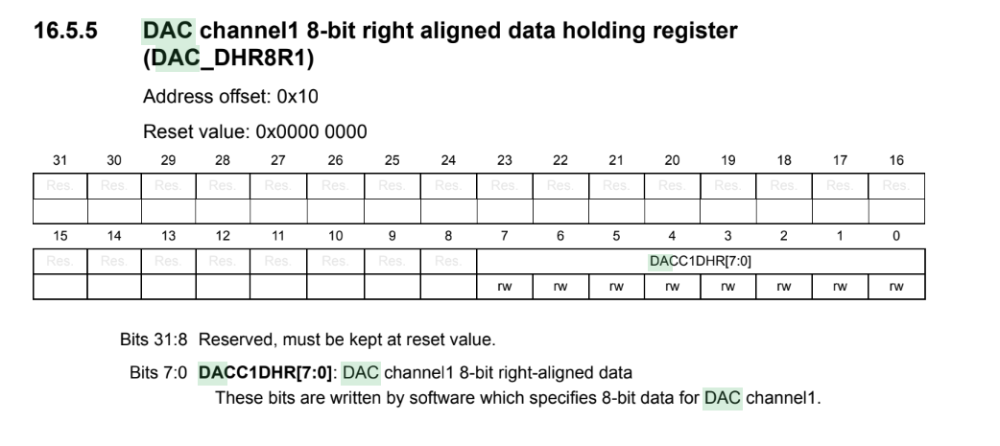 16.5.5 DAC channel1 8-bit right aligned data holding register
(DAC_DHR8R1)
Address offset: 0x10
Reset value: 0x0000 0000
31 30 29 28 27 26 25 24 23 22 21 20 19 18 17 16
Res. Res. Res. Res. Res. Res. Res. Res. Res. Res. Res. Res. Res. Res. Res. Res.
15 14 13 12 11 10 9 8 7 6 5 4 3 2 1 0
Res. Res. Res. Res. Res. Res. Res. Res. DACC1DHR[7:0]
rw rw rw rw rw rw rw rw
Bits 31:8 Reserved, must be kept at reset value.
Bits 7:0 DACC1DHR[7:0]: DAC channel1 8-bit right-aligned data
These bits are written by software which specifies 8-bit data for DAC channel1.